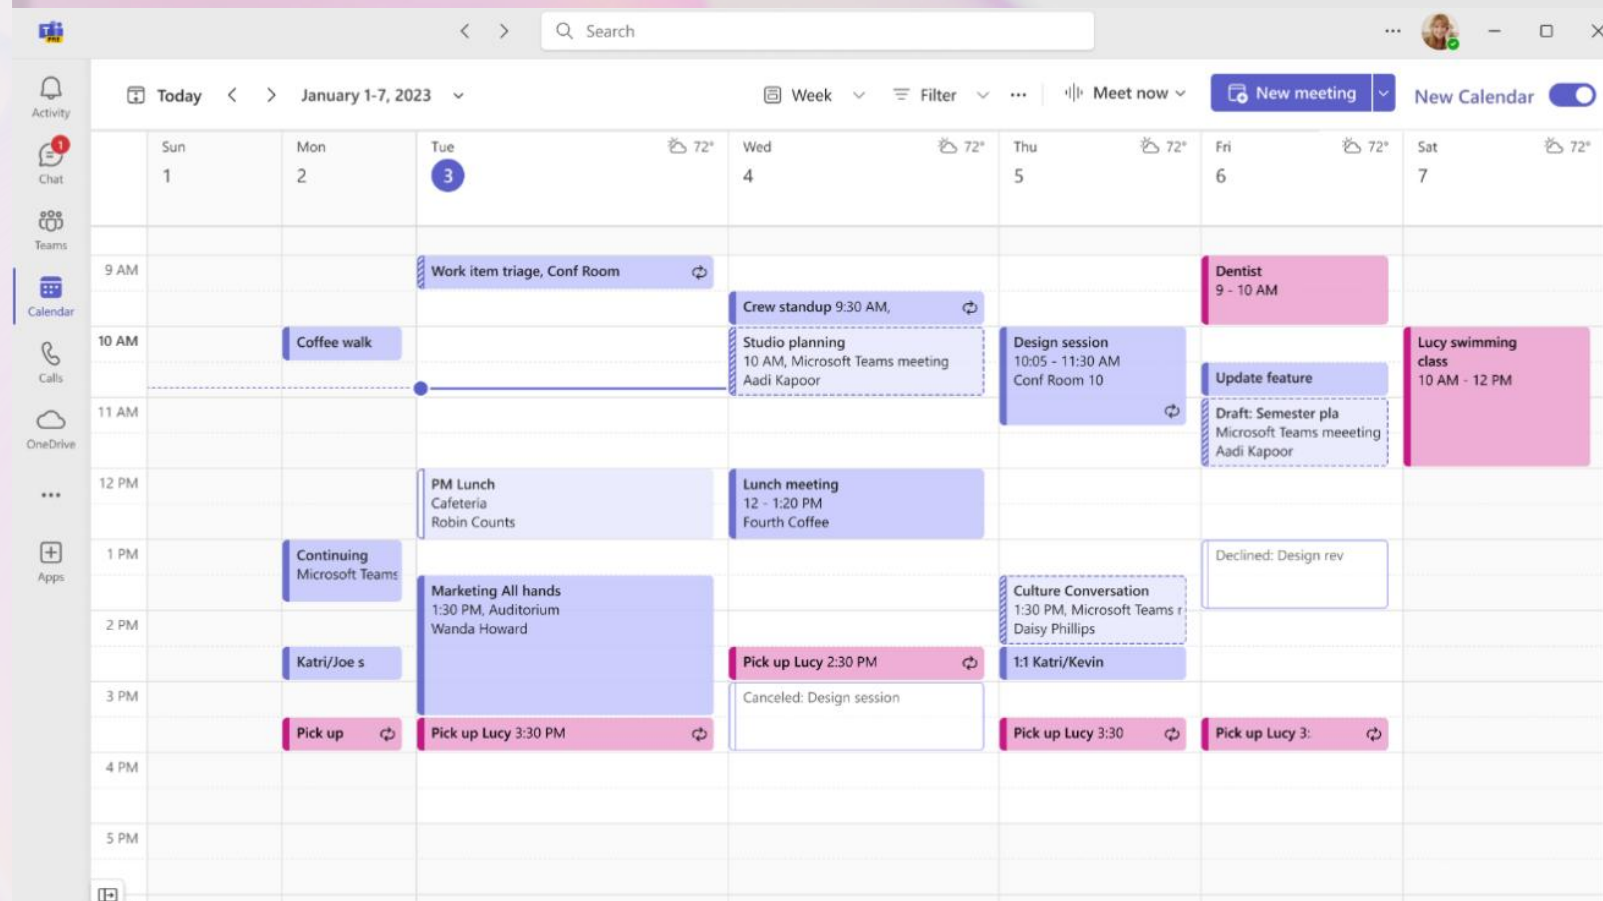 PRE
Search
Activity
1
Chat
Teams
Calendar
Calls
OneDrive
Apps
Today
January 1-7, 2023
Week
Filter
Meet now
New meeting
New Calendar
Sun
1
Mon
2
Tue
72°
3
Wed
72°
4
Thu
72°
5
Fri
72°
6
Sat
72°
7
9 AM
10 AM
11 AM
12 PM
1 PM
2 PM
3 PM
4 PM
5 PM
Coffee walk
Continuing
Microsoft Teams
Katri/Joe s
Pick up
Work item triage, Conf Room
PM Lunch
Cafeteria
Robin Counts
Marketing All hands
1:30 PM, Auditorium
Wanda Howard
Pick up Lucy 3:30 PM
Crew standup 9:30 AM,
Studio planning
10 AM, Microsoft Teams meeting
Aadi Kapoor
Lunch meeting
12 - 1:20 PM
Fourth Coffee
Pick up Lucy 2:30 PM
Canceled: Design session
Design session
10:05 - 11:30 AM
Conf Room 10
Culture Conversation
1:30 PM, Microsoft Teams r
Daisy Phillips
1:1 Katri/Kevin
Pick up Lucy 3:30
Dentist
9 - 10 AM
Update feature
Draft: Semester pla
Microsoft Teams meeeting
Aadi Kapoor
Declined: Design rev
Pick up Lucy 3:
Lucy swimming
class
10 AM - 12 PM